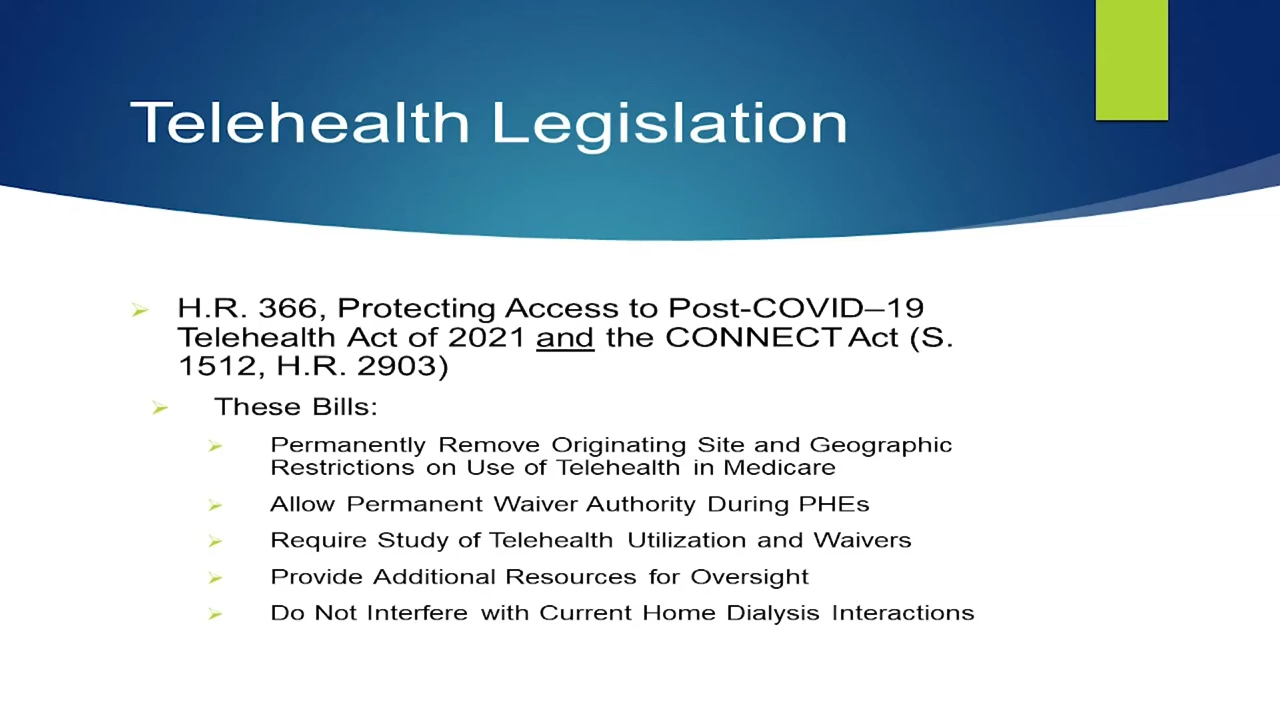 Telehealth Legislation
H.R. 366, Protecting Access to Post-COVID–19
Telehealth Act of 2021 and the CONNECT Act (S.
1512, H.R. 2903)
These Bills:
Permanently Remove Originating Site and Geographic
Restrictions on Use of Telehealth in Medicare
Allow Permanent Waiver Authority During PHEs
Require Study of Telehealth Utilization and Waivers
Provide Additional Resources for Oversight
Do Not Interfere with Current Home Dialysis Interactions